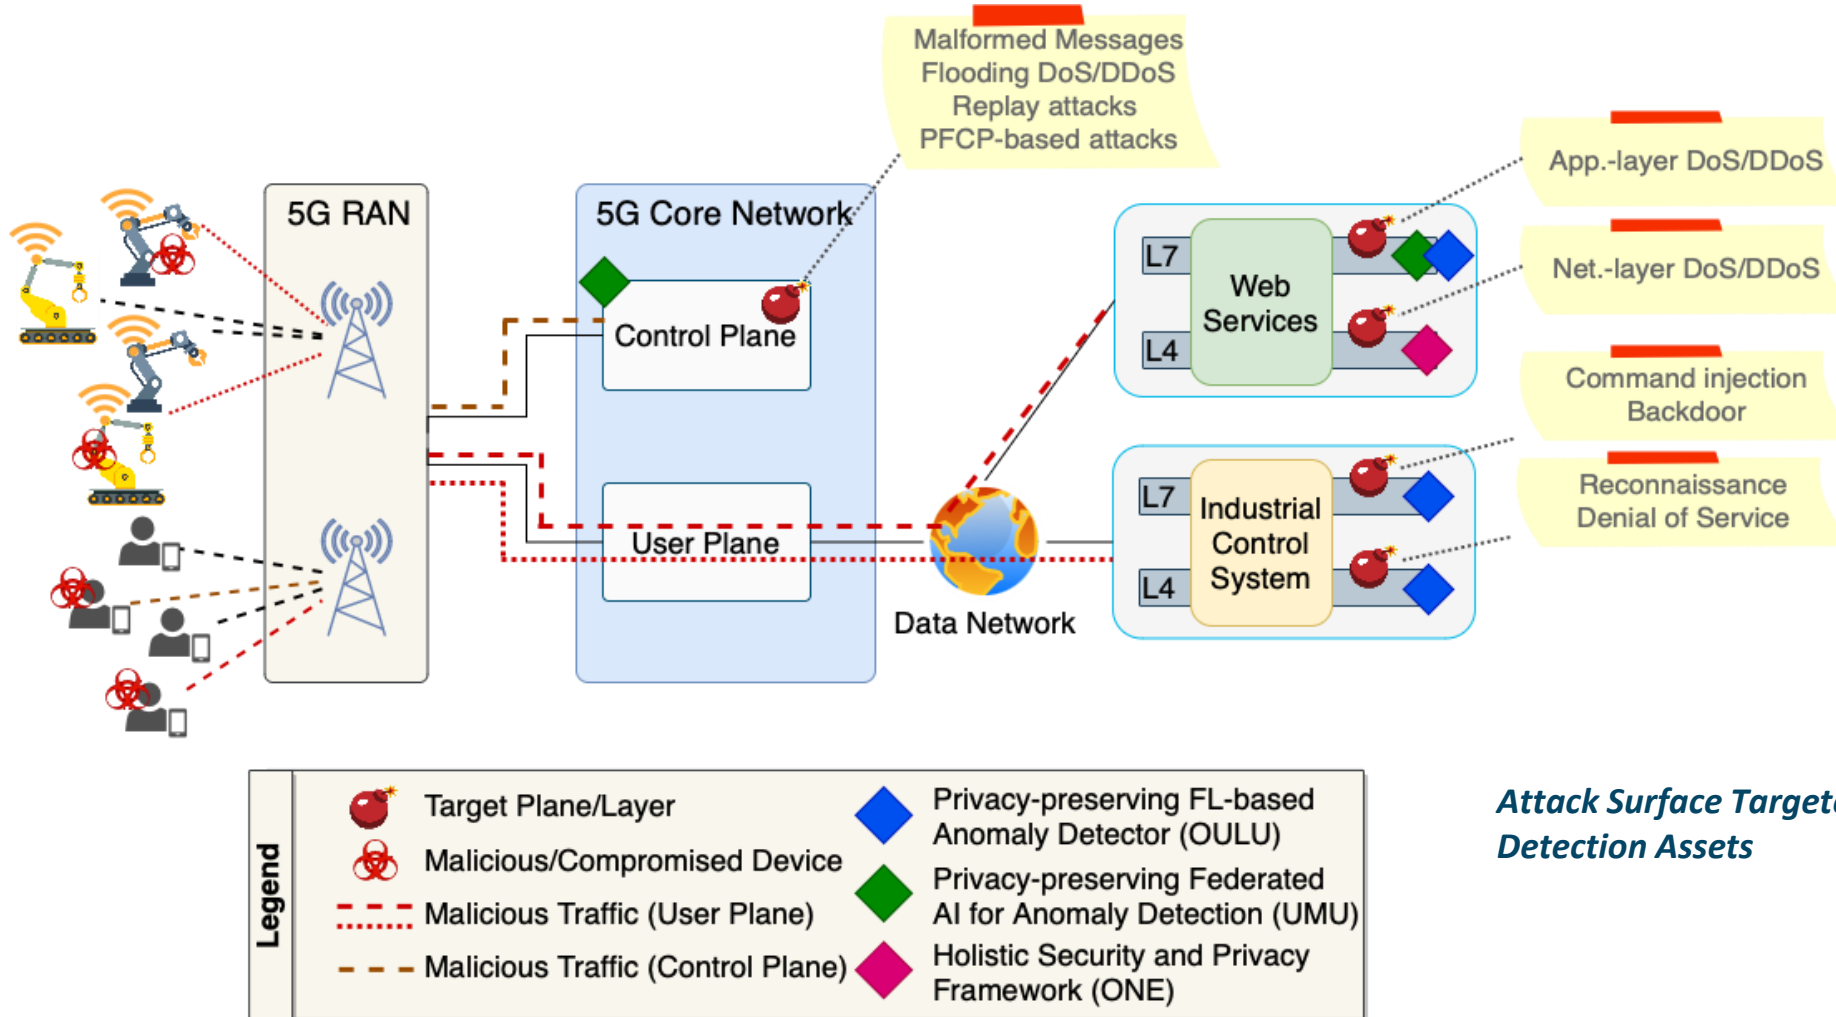 Malformed Messages
Flooding DoS/DDoS
Replay attacks
PFCP-based attacks
App.-layer DoS/DDoS
Net.-layer DoS/DDoS
Command injection
Backdoor
Reconnaissance
Denial of Service
5G RAN
5G Core Network
Control Plane
User Plane
Data Network
L7
Web
Services
L4
L7
Industrial
Control
System
L4
Legend
Target Plane/Layer
Malicious/Compromised Device
Malicious Traffic (User Plane)
Malicious Traffic (Control Plane)
Privacy-preserving FL-based
Anomaly Detector (OULU)
Privacy-preserving Federated
AI for Anomaly Detection (UMU)
Holistic Security and Privacy
Framework (ONE)
Attack Surface
Detection Assets